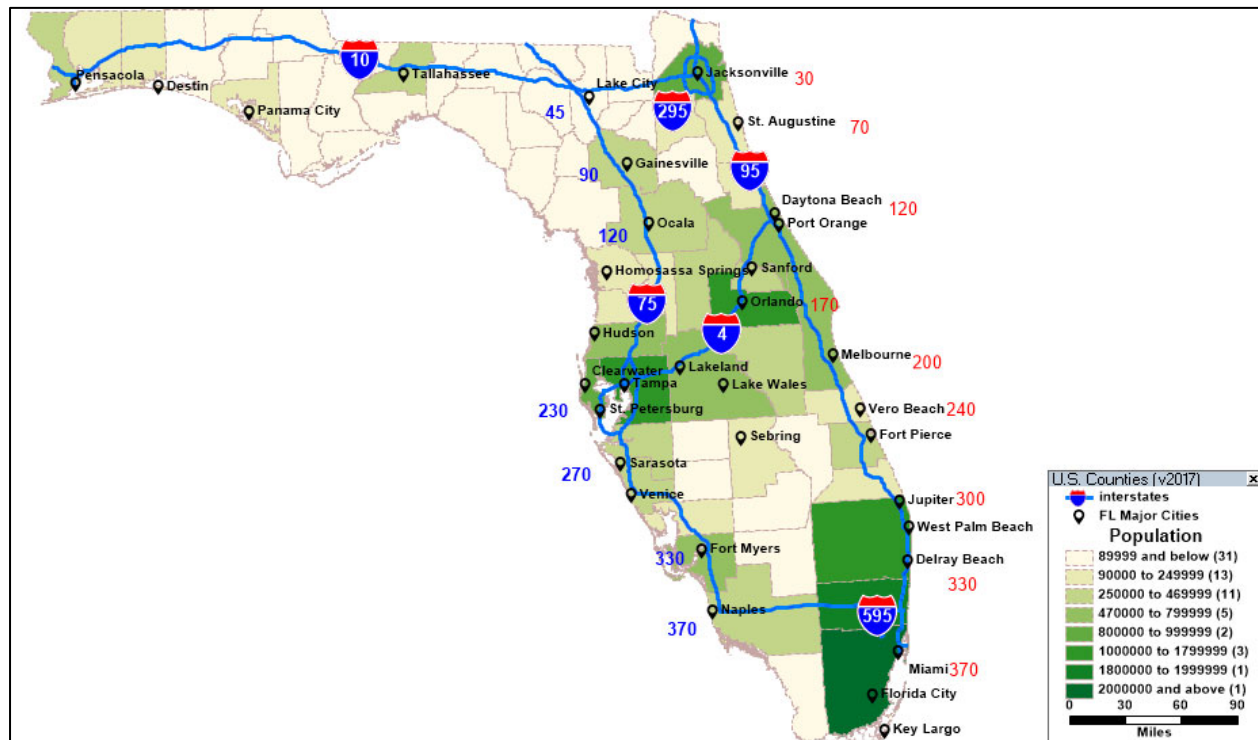 10
Pensacola
Destin
Panama City
Tallahassee
Lake City
Jacksonville
30
45
295
St. Augustine
70
Gainesville
90
95
Daytona Beach
120
Port Orange
Ocala
120
Homosassa Springs
Sanford
75
Orlando
170
4
Hudson
Melbourne
200
Clearwater
Tampa
Lakeland
Lake Wales
230
St. Petersburg
Vero Beach
240
Fort Pierce
Sebring
270
Sarasota
Venice
Jupiter
300
West Palm Beach
330
Fort Myers
Delray Beach
330
370
Naples
595
Miami
370
Florida City
Key Largo
U.S. Counties (v2017) x
interstates
FL Major Cities
Population
89999 and below (31)
90000 to 249999 (13)
250000 to 469999 (11)
470000 to 799999 (5)
800000 to 999999 (2)
1000000 to 1799999 (3)
1800000 to 1999999 (1)
2000000 and above (1)
0 30 60 90
Miles